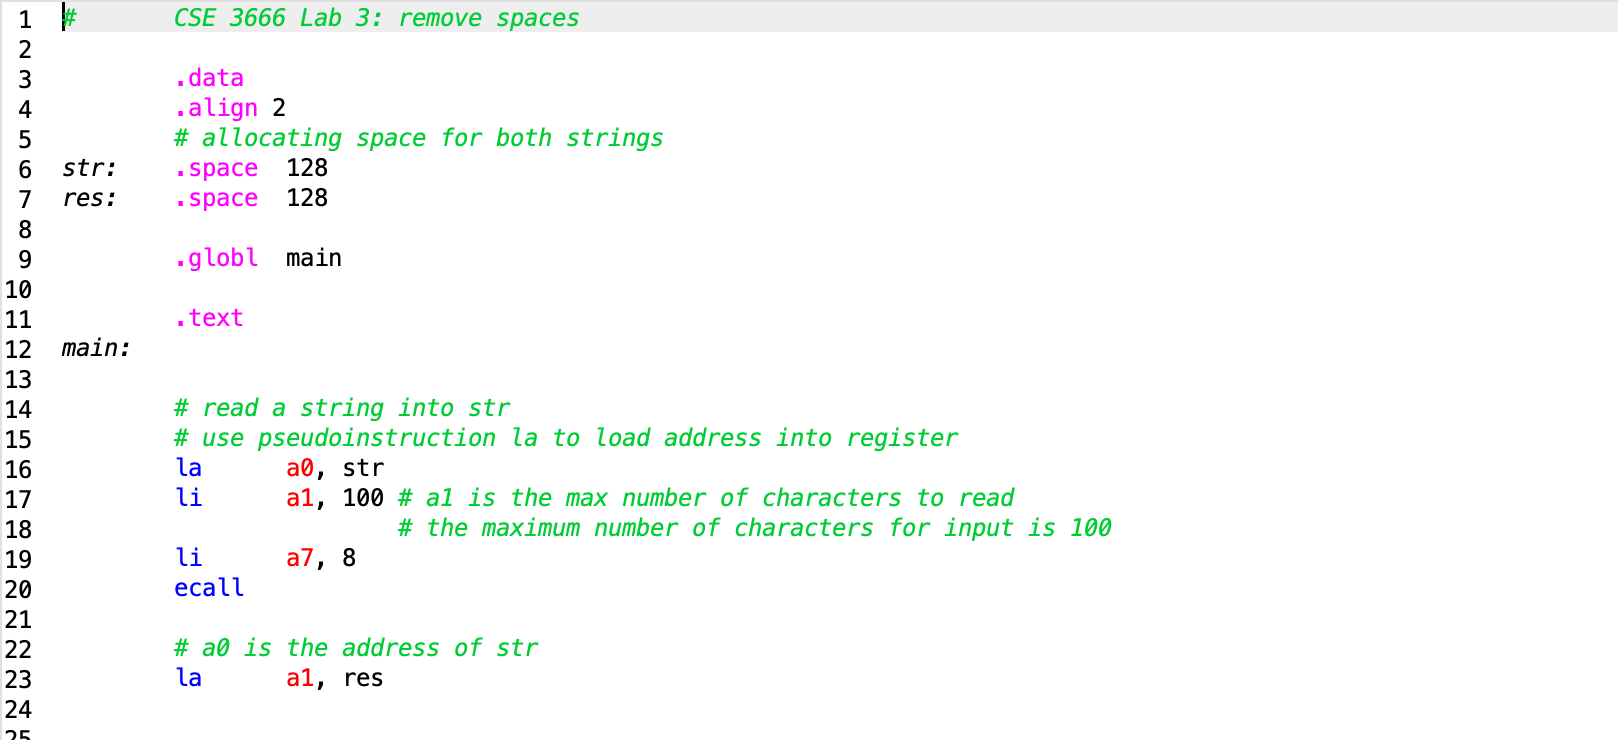 1 #       CSE 3666 Lab 3: remove spaces
2
3         .data
4         .align 2
5         # allocating space for both strings
6 str:    .space  128
7 res:    .space  128
8
9         .globl  main
10
11         .text
12 main:
13
14         # read a string into str
15         # use pseudoinstruction la to load address into register
16         la      a0, str
17         li      a1, 100 # a1 is the max number of characters to read
18                         # the maximum number of characters for input is 100
19         li      a7, 8
20         ecall
21
22         # a0 is the address of str
23         la      a1, res
24
25